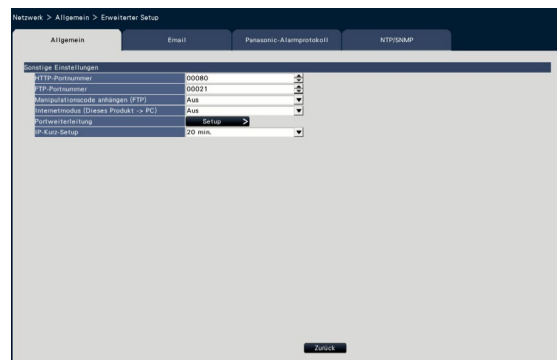 Netzwerk > Allgemein > Erweiterter Setup
Allgemein Email Panasonic-Alarmprotokoll NTP/SNMP
Sonstige Einstellungen
HTTP-Portnummer 00080
FTP-Portnummer 00021
Manipulationscode anhängen (FTP) Aus
Internetmodus (Dieses Produkt -> PC) Aus
Portweiterleitung Setup >
IP-Kurz-Setup 20 min.
Zurück